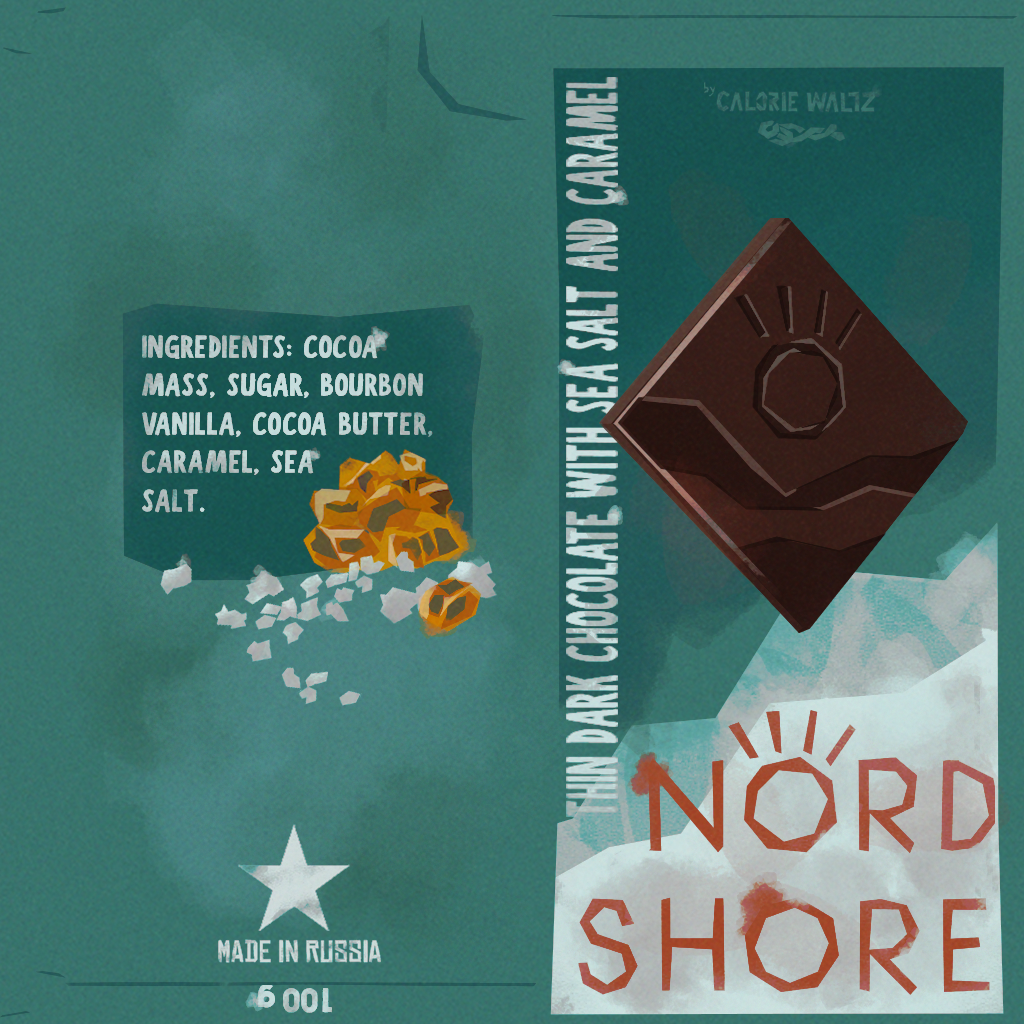 INGREDIENTS: COCOA
MASS, SUGAR, BOURBON
VANILLA, COCOA BUTTER,
CARAMEL, SEA
SALT.
MADE IN RUSSIA
100 g
by CALORIE WALTZ
THIN DARK CHOCOLATE WITH SEA SALT AND CARAMEL
NORD
SHORE